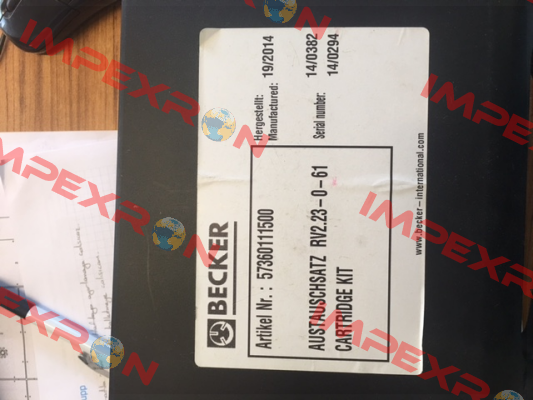 BECKER
Artikel Nr.: 57360111500
AUSTAUSCHSATZ RV2.23-0-61
CARTRIDGE KIT
Hergestellt:
Manufactured: 19/2014
Serial number: 14/0382
14/0294
www.becker-international.com
IMPEXRON
IMPEXRON
IMPEXRON
IMPEXRON
IMPEXRON